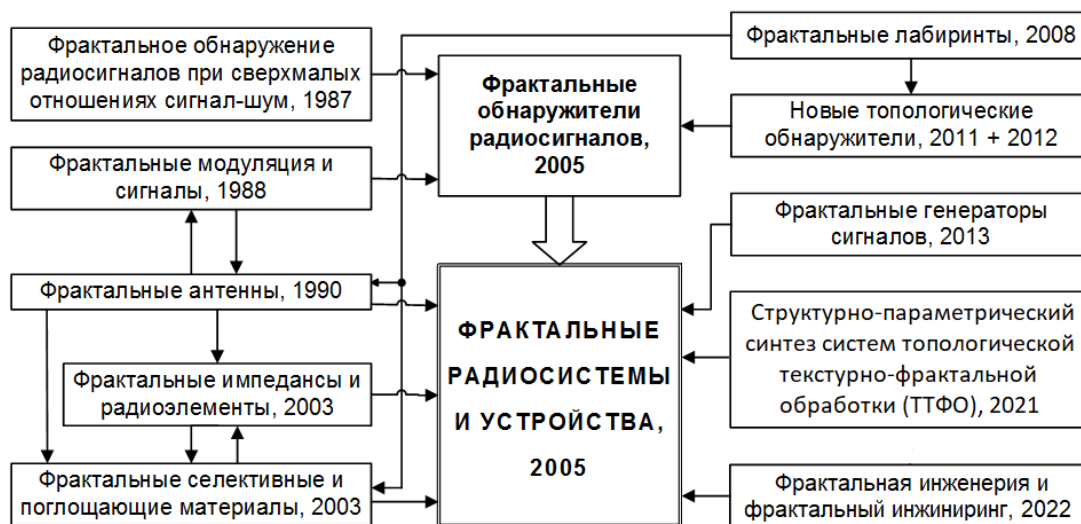 Фрактальное обнаружение
радиосигналов при сверхмалых
отношениях сигнал-шум, 1987
Фрактальные модуляция и
сигналы, 1988
Фрактальные антенны, 1990
Фрактальные импедансы и
радиоэлементы, 2003
Фрактальные селективные и
поглощающие материалы, 2003
Фрактальные
обнаружители
радиосигналов,
2005
ФРАКТАЛЬНЫЕ
РАДИОСИСТЕМЫ
И УСТРОЙСТВА,
2005
Фрактальные лабиринты, 2008
Новые топологические
обнаружители, 2011 + 2012
Фрактальные генераторы
сигналов, 2013
Структурно-параметрический
синтез систем топологической
текстурно-фрактальной
обработки (ТТФО), 2021
Фрактальная инженерия и
фрактальный инжиниринг, 2022